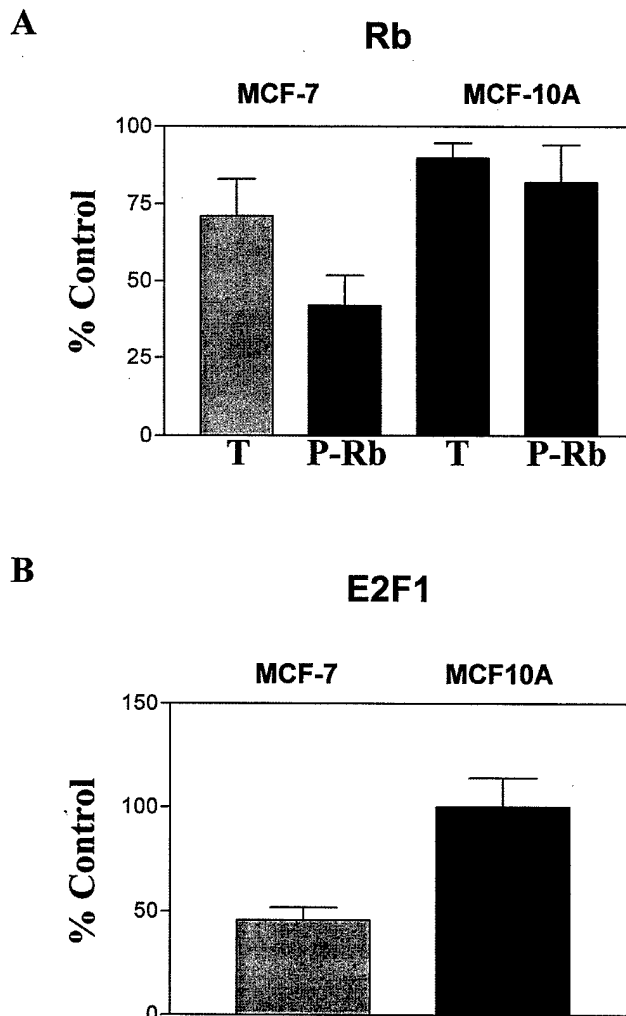 A
Rb
MCF-7 MCF-10A
100
75
50
25
0
% Control
T P-Rb T P-Rb
B
E2F1
MCF-7 MCF10A
150
100
50
0
% Control